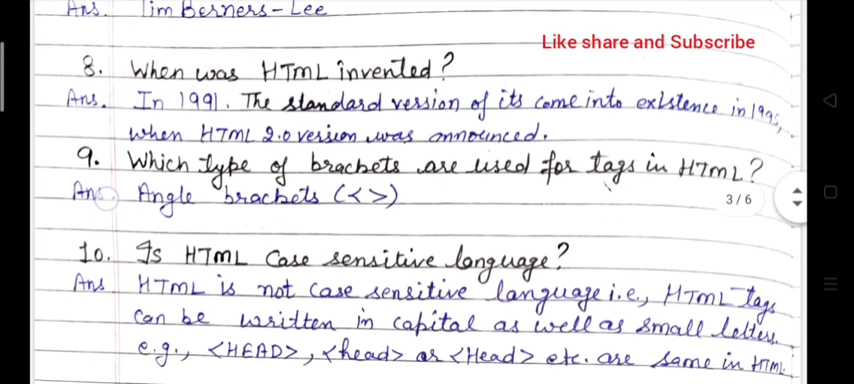 Ans. Tim Berners-Lee
Like share and Subscribe
8. When was HTML invented?
Ans. In 1991. The standard version of its come into existence in 1995,
when HTML 2.0 version was announced.
9. Which type of brackets are used for tags in HTML?
Ans. Angle brackets (< >)
3/6
10. Is HTML Case sensitive language?
Ans HTML is not case sensitive language i.e., HTML tags
can be written in capital as well as small letters.
e.g., <HEAD>, <head> or <Head> etc. are same in HTML